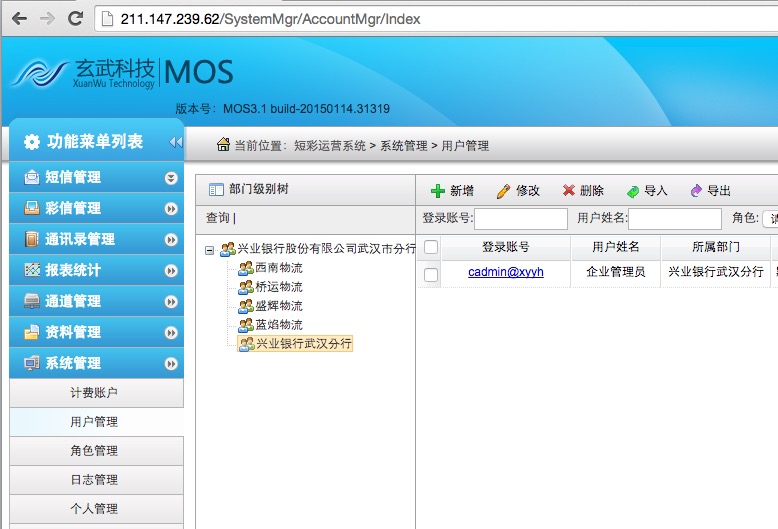 211.147.239.62/SystemMgr/AccountMgr/Index
玄武科技 MOS
XuanWu Technology
版本号：MOS3.1 build-20150114.31319
功能菜单列表
当前位置：短彩运营系统 > 系统管理 > 用户管理
短信管理
彩信管理
通讯录管理
报表统计
通道管理
资料管理
系统管理
计费账户
用户管理
角色管理
日志管理
个人管理
部门级别树
查询 |
兴业银行股份有限公司武汉市分行
西南物流
桥运物流
盛辉物流
蓝焰物流
兴业银行武汉分行
新增 修改 删除 导入 导出
登录账号: 用户姓名: 角色:
登录账号 用户姓名 所属部门
cadmin@xyyh 企业管理员 兴业银行武汉分行